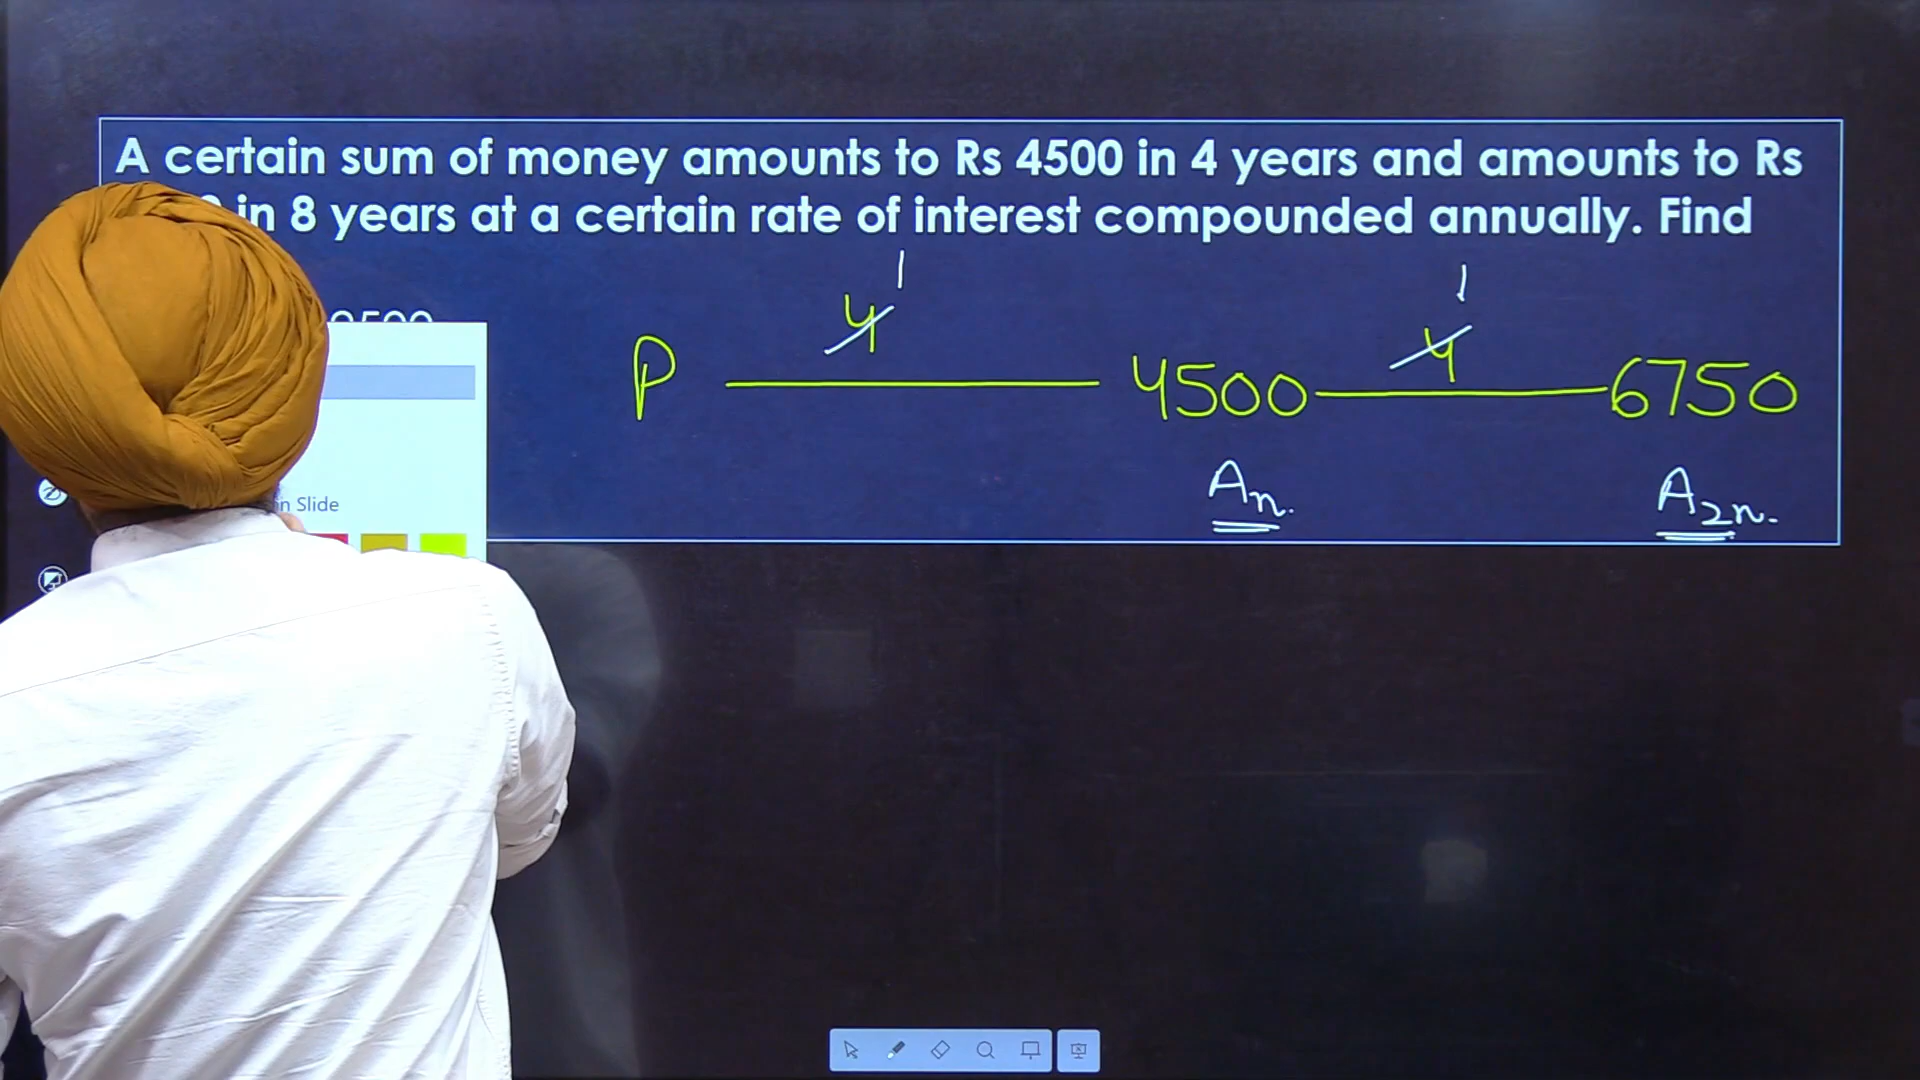 A certain sum of money amounts to Rs 4500 in 4 years and amounts to Rs
in 8 years at a certain rate of interest compounded annually. Find
1 1
4 4
P 4500 6750
An. A2n.
Slide